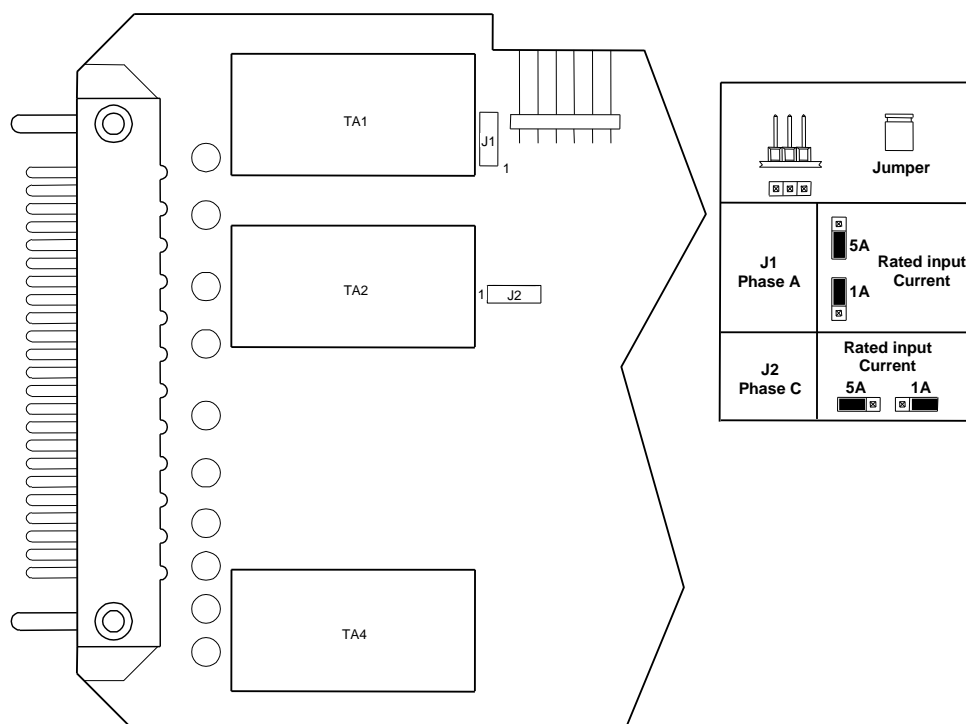 TA1
J1
1
TA2
1
J2
TA4
Jumper
J1
Phase A
5A
1A
Rated input
Current
J2
Phase C
Rated input
Current
5A 1A